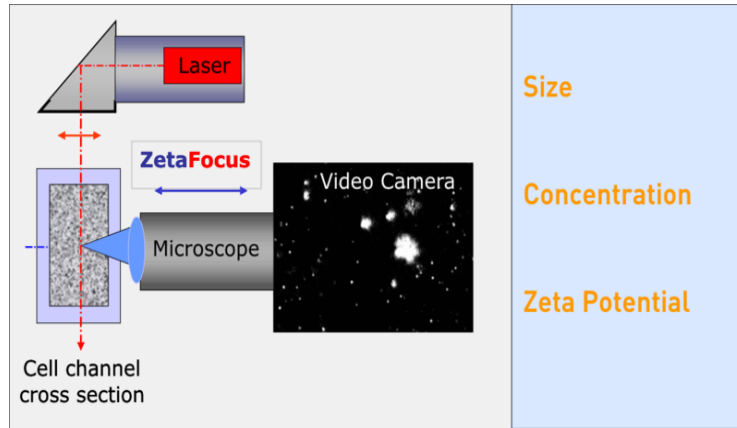 Laser
ZetaFocus
Video Camera
Microscope
Cell channel
cross section
Size
Concentration
Zeta Potential